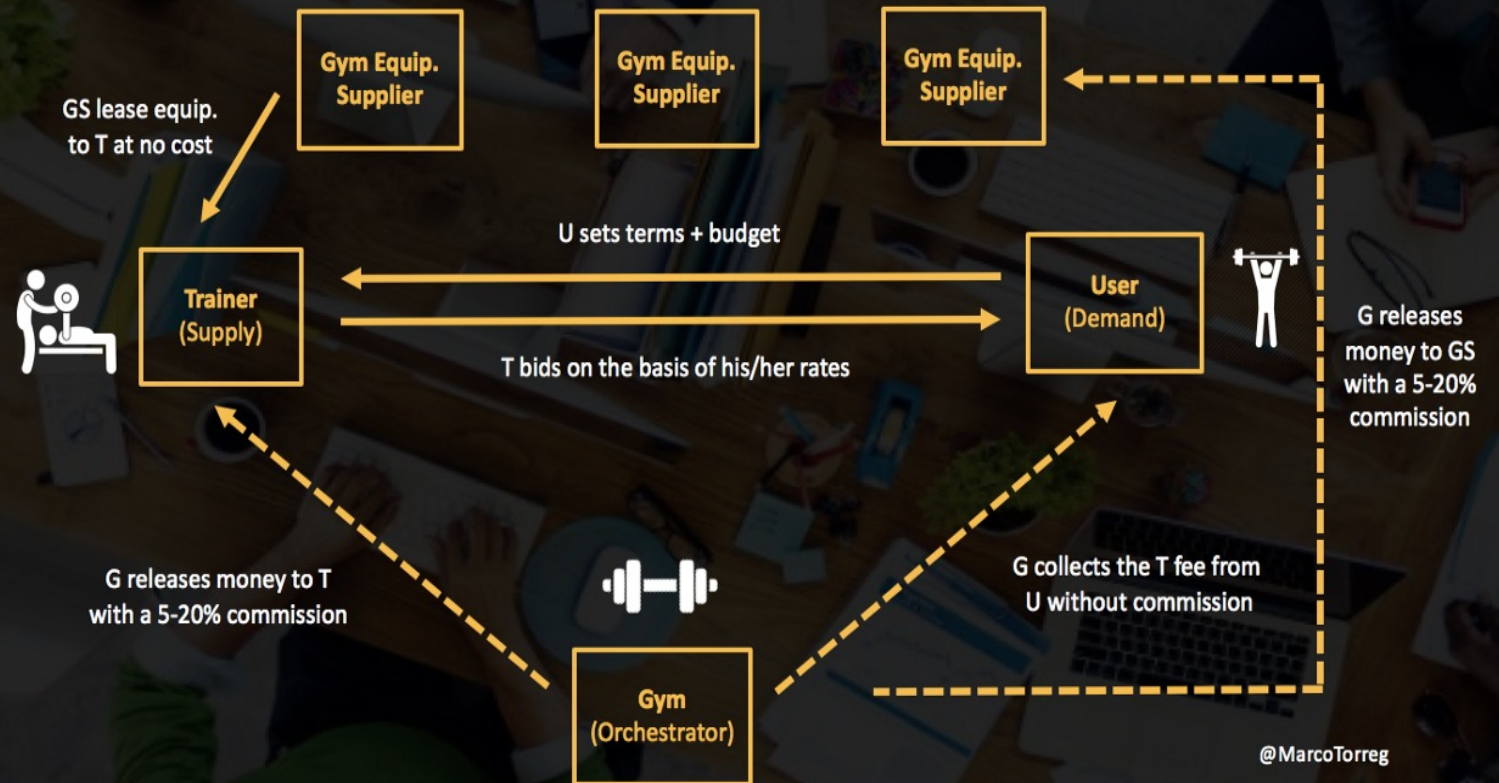 Gym Equip.
Supplier
Gym Equip.
Supplier
Gym Equip.
Supplier
GS lease equip.
to T at no cost
U sets terms + budget
Trainer
(Supply)
User
(Demand)
T bids on the basis of his/her rates
G releases
money to GS
with a 5-20%
commission
G releases money to T
with a 5-20% commission
G collects the T fee from
U without commission
Gym
(Orchestrator)
@MarcoTorreg